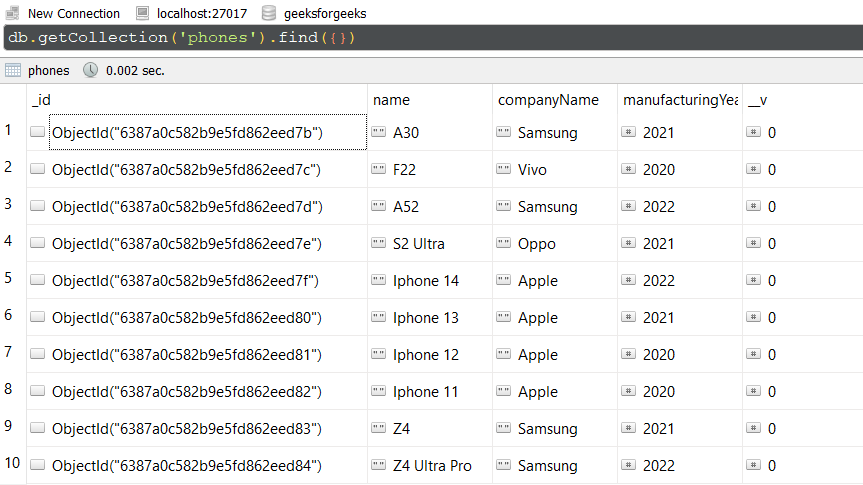 New Connection localhost:27017 geeksforgeeks
db.getCollection('phones').find({})
phones 0.002 sec.
_id name companyName manufacturingYea __v
1 ObjectId("6387a0c582b9e5fd862eed7b") "" A30 "" Samsung # 2021 # 0
2 ObjectId("6387a0c582b9e5fd862eed7c") "" F22 "" Vivo # 2020 # 0
3 ObjectId("6387a0c582b9e5fd862eed7d") "" A52 "" Samsung # 2022 # 0
4 ObjectId("6387a0c582b9e5fd862eed7e") "" S2 Ultra "" Oppo # 2021 # 0
5 ObjectId("6387a0c582b9e5fd862eed7f") "" Iphone 14 "" Apple # 2022 # 0
6 ObjectId("6387a0c582b9e5fd862eed80") "" Iphone 13 "" Apple # 2021 # 0
7 ObjectId("6387a0c582b9e5fd862eed81") "" Iphone 12 "" Apple # 2020 # 0
8 ObjectId("6387a0c582b9e5fd862eed82") "" Iphone 11 "" Apple # 2020 # 0
9 ObjectId("6387a0c582b9e5fd862eed83") "" Z4 "" Samsung # 2021 # 0
10 ObjectId("6387a0c582b9e5fd862eed84") "" Z4 Ultra Pro "" Samsung # 2022 # 0